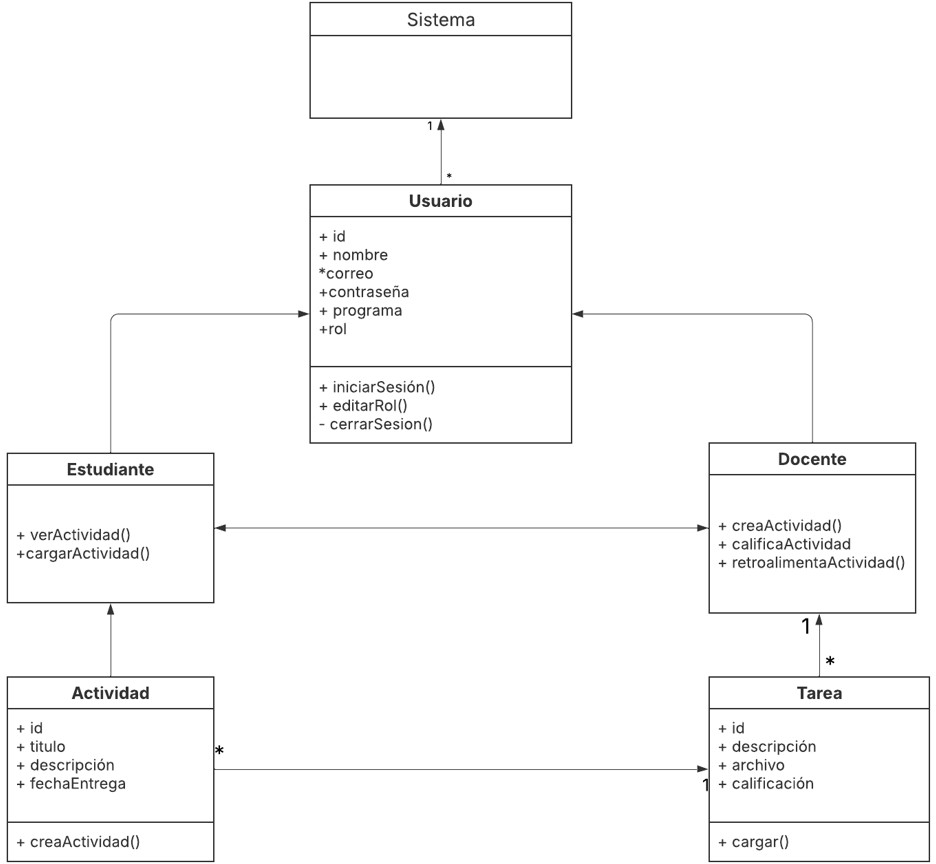 Sistema
1
*
Usuario
+ id
+ nombre
*correo
+contraseña
+ programa
+rol
+ iniciarSesión()
+ editarRol()
- cerrarSesion()
Estudiante
+ verActividad()
+cargarActividad()
Docente
+ creaActividad()
+ calificaActividad
+ retroalimentaActividad()
1
*
Actividad
+ id
+ titulo
+ descripción
+ fechaEntrega
+ creaActividad()
*
1
Tarea
+ id
+ descripción
+ archivo
+ calificación
+ cargar()